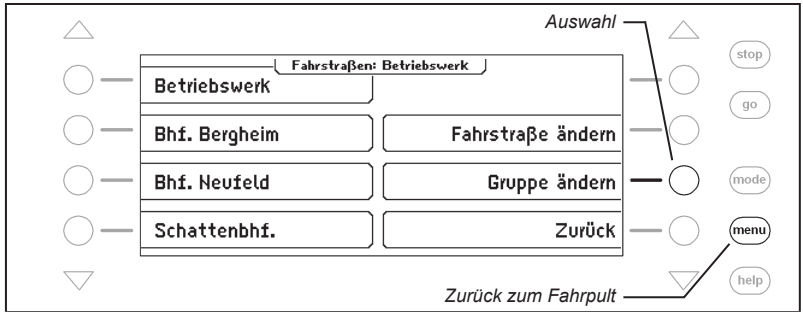 Auswahl
stop
Fahrstraßen: Betriebswerk
Betriebswerk
go
Bhf. Bergheim
Fahrstraße ändern
Bhf. Neufeld
Gruppe ändern
mode
Schattenbhf.
Zurück
menu
help
Zurück zum Fahrpult